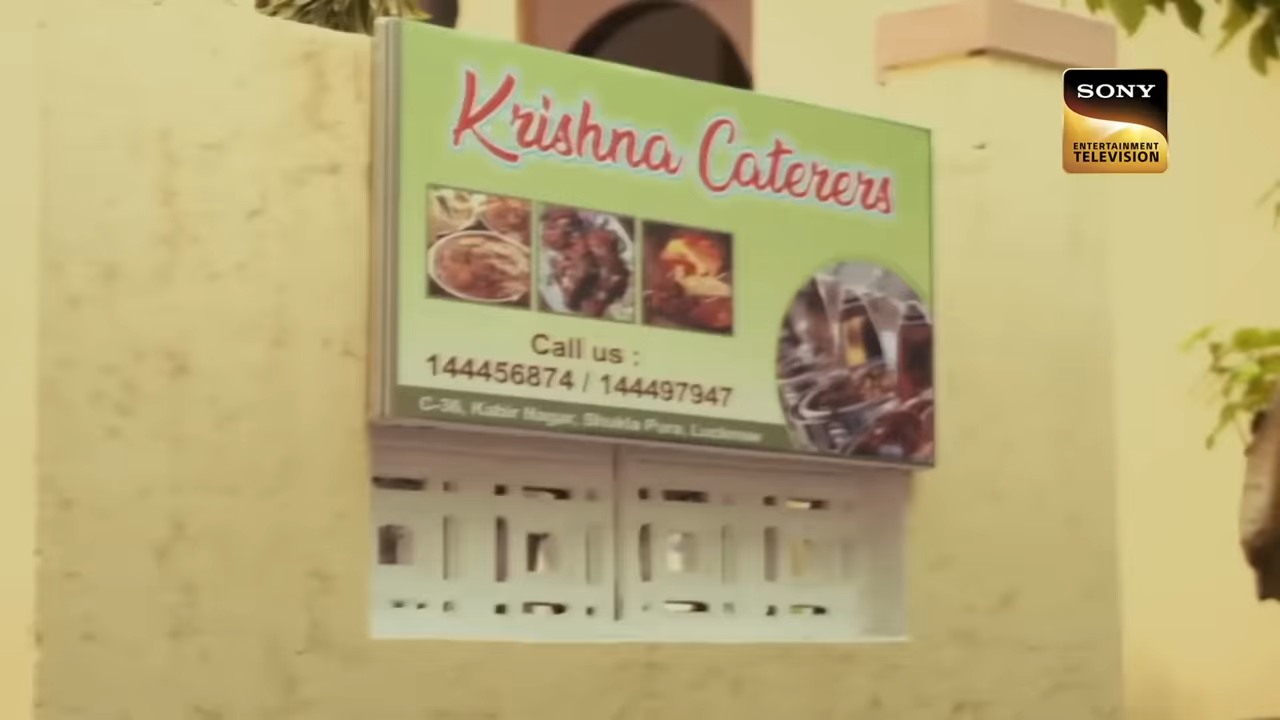 Krishna Caterers
Call us :
144456874 / 144497947
C-36, Kabir Nagar, Shukla Pura, Lucknow
SONY
ENTERTAINMENT
TELEVISION